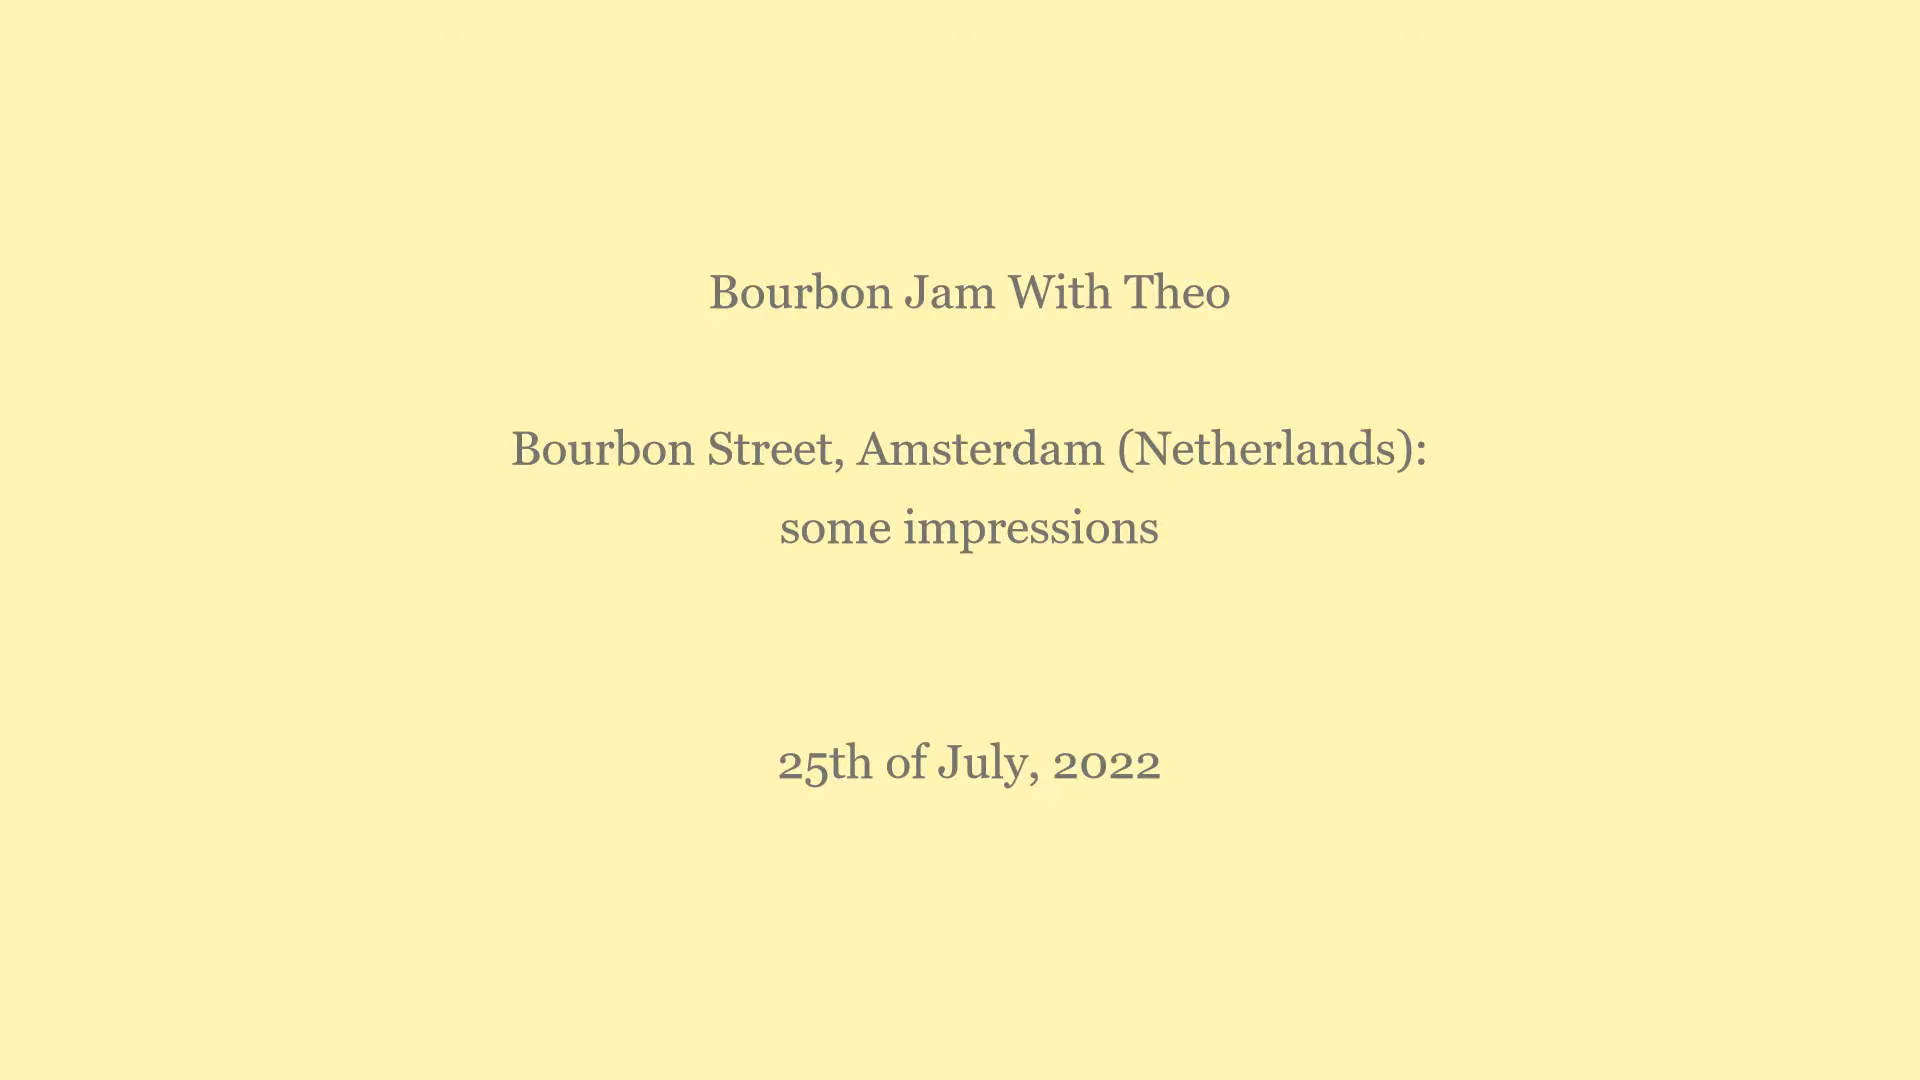 Bourbon Jam With Theo
Bourbon Street, Amsterdam (Netherlands):
some impressions
25th of July, 2022